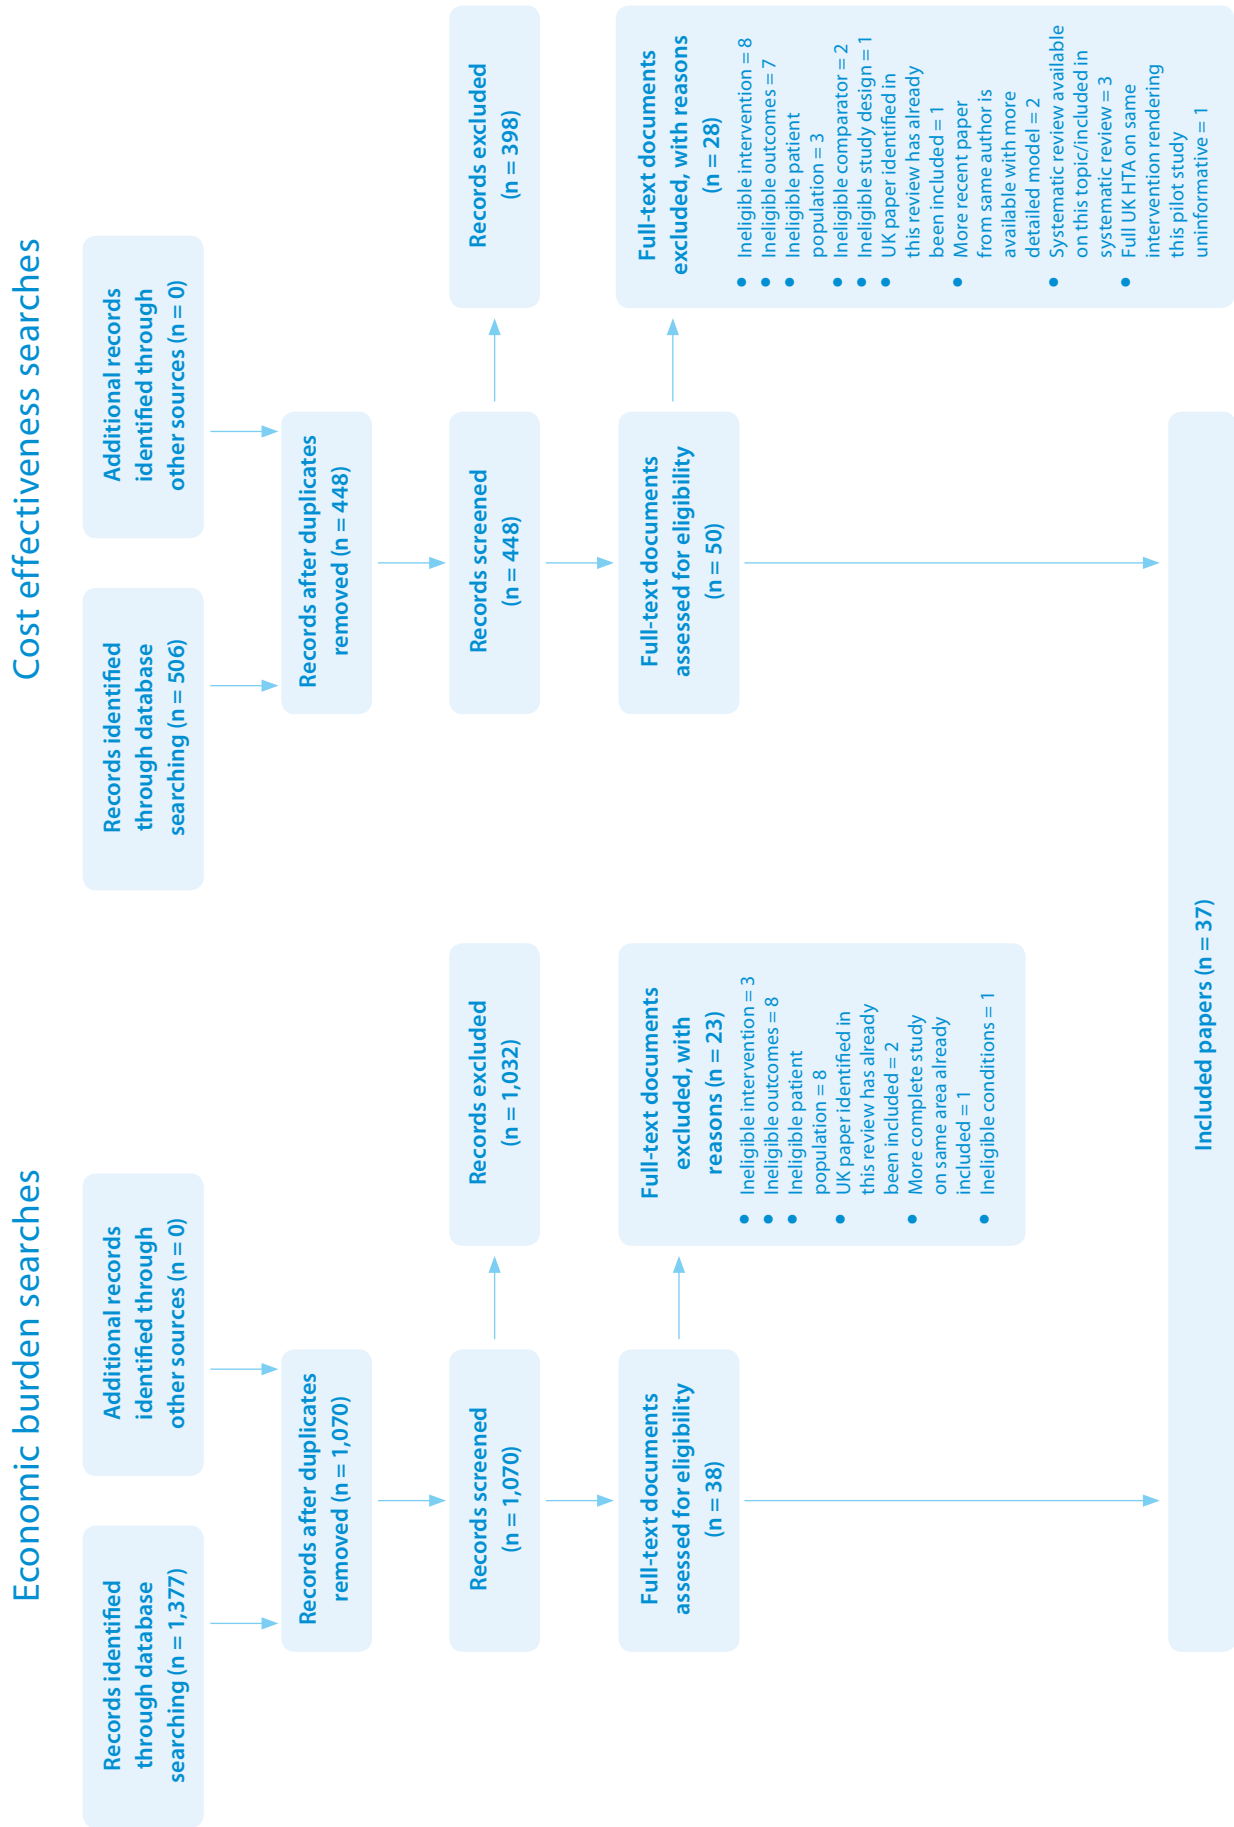 Economic burden searches
Records identified
through database
searching (n = 1,377)
Additional records
identified through
other sources (n = 0)
Records after duplicates
removed (n = 1,070)
Records screened
(n = 1,070)
Records excluded
(n = 1,032)
Full-text documents
assessed for eligibility
(n = 38)
Full-text documents
excluded, with
reasons (n = 23)
● Ineligible intervention = 3
● Ineligible outcomes = 8
● Ineligible patient
population = 8
● UK paper identified in
this review has already
been included = 2
● More complete study
on same area already
included = 1
● Ineligible conditions = 1
Cost effectiveness searches
Records identified
through database
searching (n = 506)
Additional records
identified through
other sources (n = 0)
Records after duplicates
removed (n = 448)
Records screened
(n = 448)
Records excluded
(n = 398)
Full-text documents
assessed for eligibility
(n = 50)
Full-text documents
excluded, with reasons
(n = 28)
● Ineligible intervention = 8
● Ineligible outcomes = 7
● Ineligible patient
population = 3
● Ineligible comparator = 2
● Ineligible study design = 1
● UK paper identified in
this review has already
been included = 1
● More recent paper
from same author is
available with more
detailed model = 2
● Systematic review available
on this topic/included in
systematic review = 3
● Full UK HTA on same
intervention rendering
this pilot study
uninformative = 1
Included papers (n = 37)